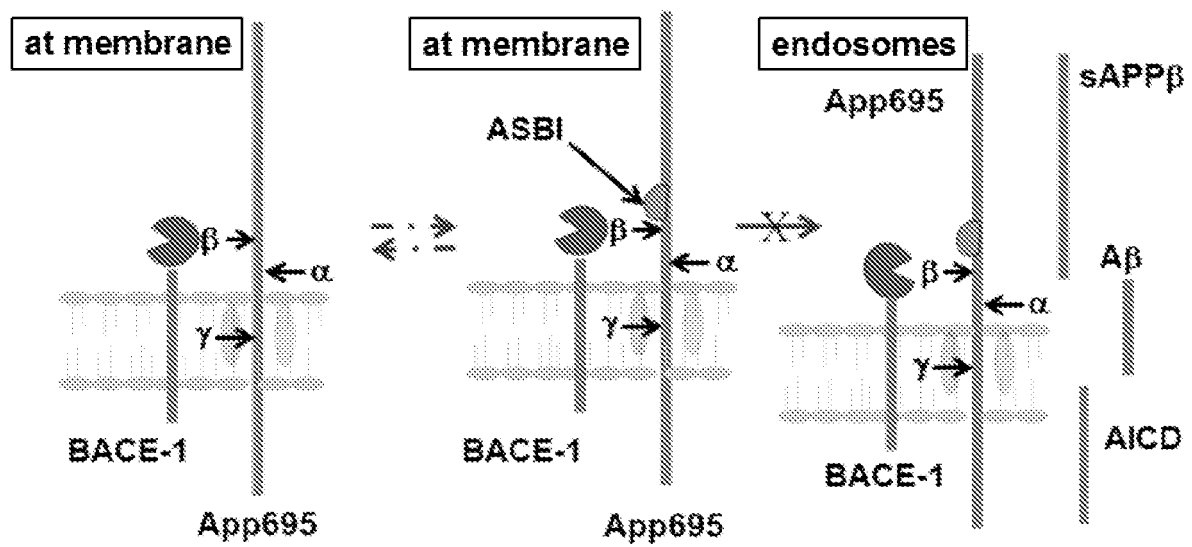 at membrane
β
α
γ
BACE-1
App695
at membrane
ASBI
β
α
γ
BACE-1
App695
endosomes
App695
sAPPβ
β
Aβ
α
γ
AICD
BACE-1